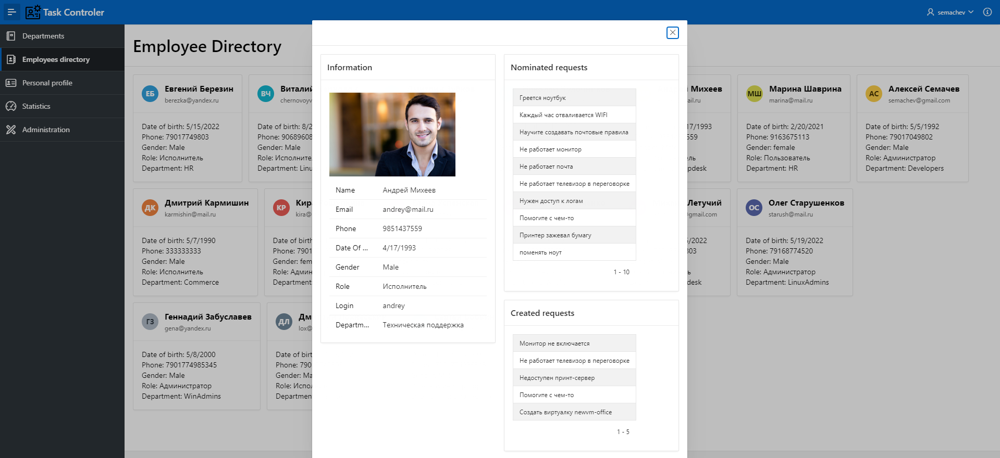 Task Controler
semachev
Departments
Employees directory
Personal profile
Statistics
Administration
Employee Directory
ЕБ
Евгений Березин
berezka@yandex.ru
Date of birth: 5/15/2022
Phone: 79017749803
Gender: Male
Role: Исполнитель
Department: HR
ВЧ
Виталий
chernovoyv
Date of birth: 8/2
Phone: 90689608
Gender: Male
Role: Исполните
Department: Linu
Михеев
ail.ru
17/1993
559
ль
pdesk
МШ
Марина Шаврина
marina@mail.ru
Date of birth: 2/20/2021
Phone: 9163675113
Gender: female
Role: Пользователь
Department: HR
АС
Алексей Семачев
semachev@gmail.com
Date of birth: 5/5/1992
Phone: 79017049802
Gender: Male
Role: Администратор
Department: Developers
ДК
Дмитрий Кармишин
karmishin@mail.ru
Date of birth: 5/7/1990
Phone: 333333333
Gender: Male
Role: Исполнитель
Department: Commerce
КР
Кира
kira@
Date of birth
Phone: 7901
Gender: fem
Role: Админ
Department:
Летучий
@gmail.com
5/2022
803
ь
desk
ОС
Олег Старушенков
starush@mail.ru
Date of birth: 5/19/2022
Phone: 79168774520
Gender: Male
Role: Администратор
Department: LinuxAdmins
ГЗ
Геннадий Забуславев
gena@yandex.ru
Date of birth: 5/8/2000
Phone: 7901774985345
Gender: Male
Role: Администратор
Department: WinAdmins
ДЛ
Дм
lox@
Date of birt
Phone: 790
Gender: Ma
Role: Испо
Departmen
Information
Name Андрей Михеев
Email andrey@mail.ru
Phone 9851437559
Date Of ... 4/17/1993
Gender Male
Role Исполнитель
Login andrey
Departm... Техническая поддержка
Nominated requests
Греется ноутбук
Каждый час отваливается WIFI
Научите создавать почтовые правила
Не работает монитор
Не работает почта
Не работает телевизор в переговорке
Нужен доступ к логам
Помогите с чем-то
Принтер зажевал бумагу
поменять ноут
1 - 10
Created requests
Монитор не включается
Не работает телевизор в переговорке
Недоступен принт-сервер
Помогите с чем-то
Создать виртуалку newvm-office
1 - 5